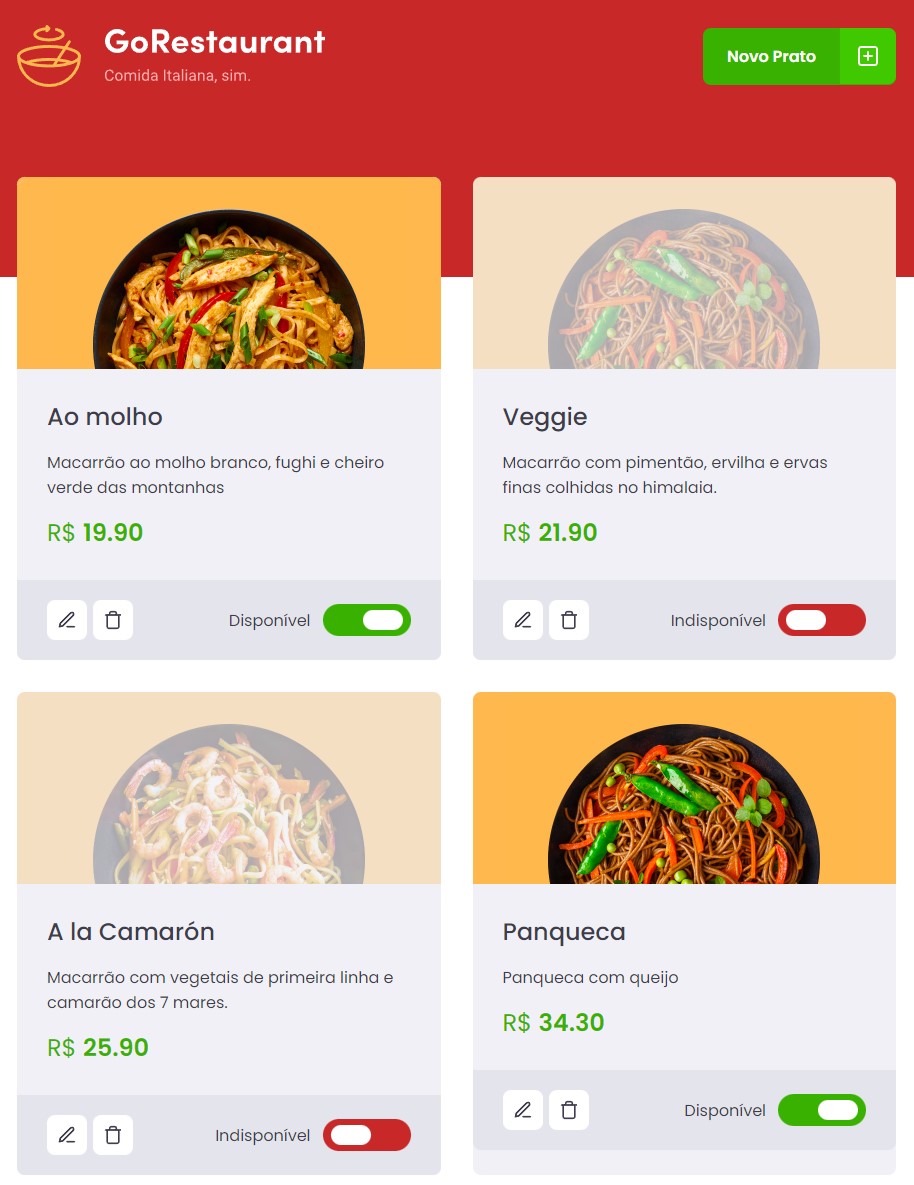 GoRestaurant
Comida Italiana, sim.
Novo Prato
Ao molho
Macarrão ao molho branco, fughi e cheiro
verde das montanhas
R$ 19.90
Disponível
Veggie
Macarrão com pimentão, ervilha e ervas
finas colhidas no himalaia.
R$ 21.90
Indisponível
A la Camarón
Macarrão com vegetais de primeira linha e
camarão dos 7 mares.
R$ 25.90
Indisponível
Panqueca
Panqueca com queijo
R$ 34.30
Disponível